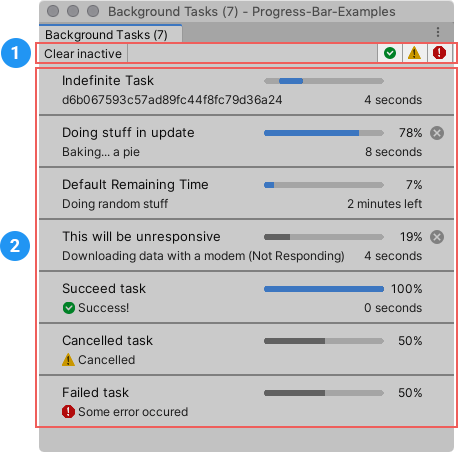 Background Tasks (7) - Progress-Bar-Examples
Background Tasks (7)
1
Clear inactive
2
Indefinite Task
d6b067593c57ad89fc44f8fc79d36a24 4 seconds
Doing stuff in update 78%
Baking... a pie 8 seconds
Default Remaining Time 7%
Doing random stuff 2 minutes left
This will be unresponsive 19%
Downloading data with a modem (Not Responding) 4 seconds
Succeed task 100%
Success! 0 seconds
Cancelled task 50%
Cancelled
Failed task 50%
Some error occured